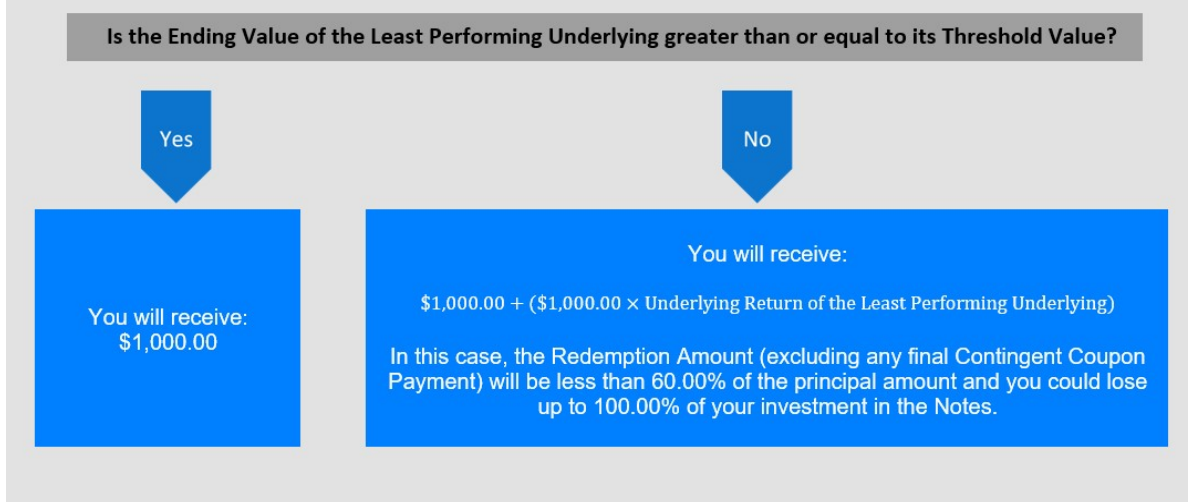 Is the Ending Value of the Least Performing Underlying greater than or equal to its Threshold Value?
Yes
No
You will receive:
$1,000.00
You will receive:
$1,000.00 + ($1,000.00 × Underlying Return of the Least Performing Underlying)
In this case, the Redemption Amount (excluding any final Contingent Coupon
Payment) will be less than 60.00% of the principal amount and you could lose
up to 100.00% of your investment in the Notes.